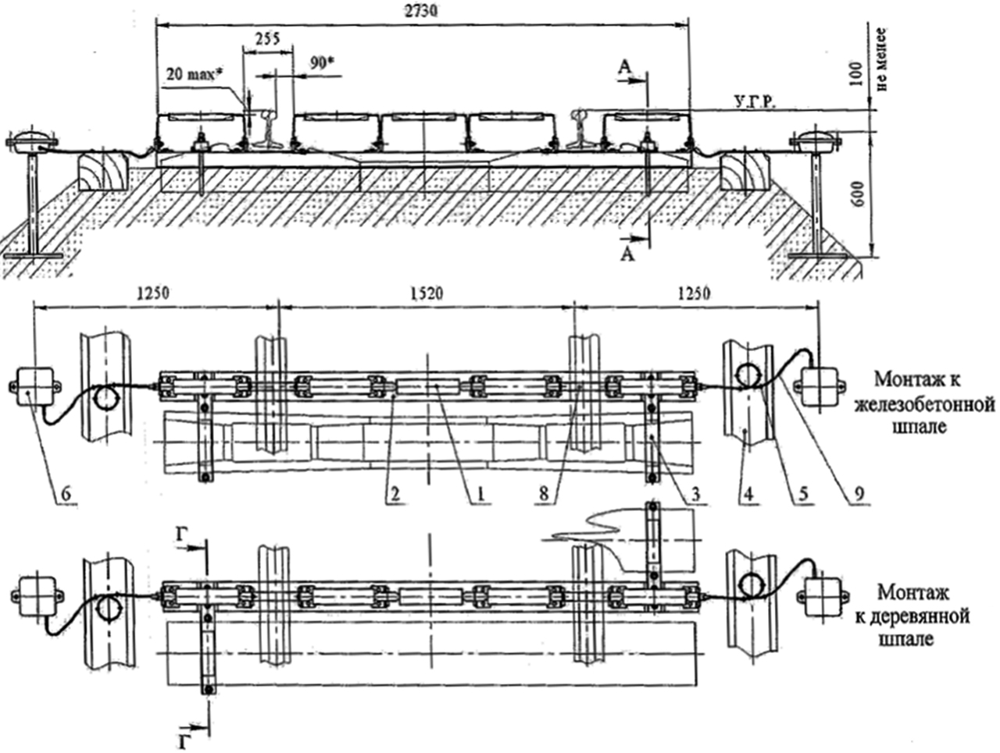 2730
255
90*
20 max*
А
У.Г.Р.
100
не менее
600
А
1250
1520
1250
Монтаж к
железобетонной
шпале
6
2
1
8
3
4
5
9
Г
Монтаж
к деревянной
шпале
Г